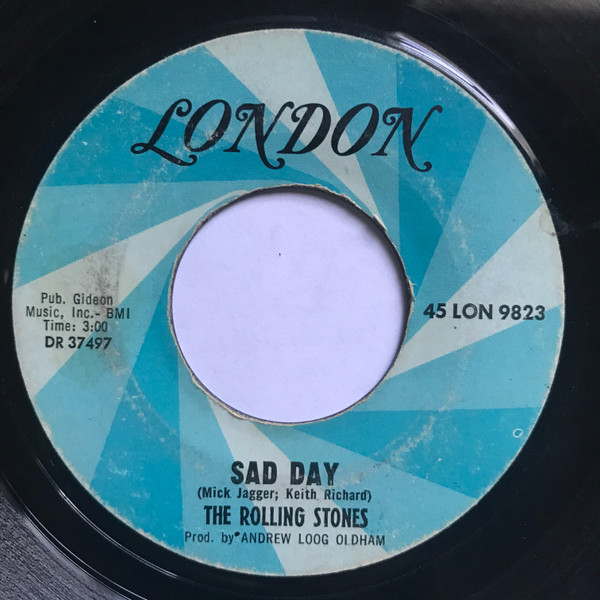 LONDON
Pub. Gideon
Music, Inc.- BMI
Time: 3:00
DR 37497
45 LON 9823
SAD DAY
(Mick Jagger; Keith Richard)
THE ROLLING STONES
Prod. by ANDREW LOOG OLDHAM